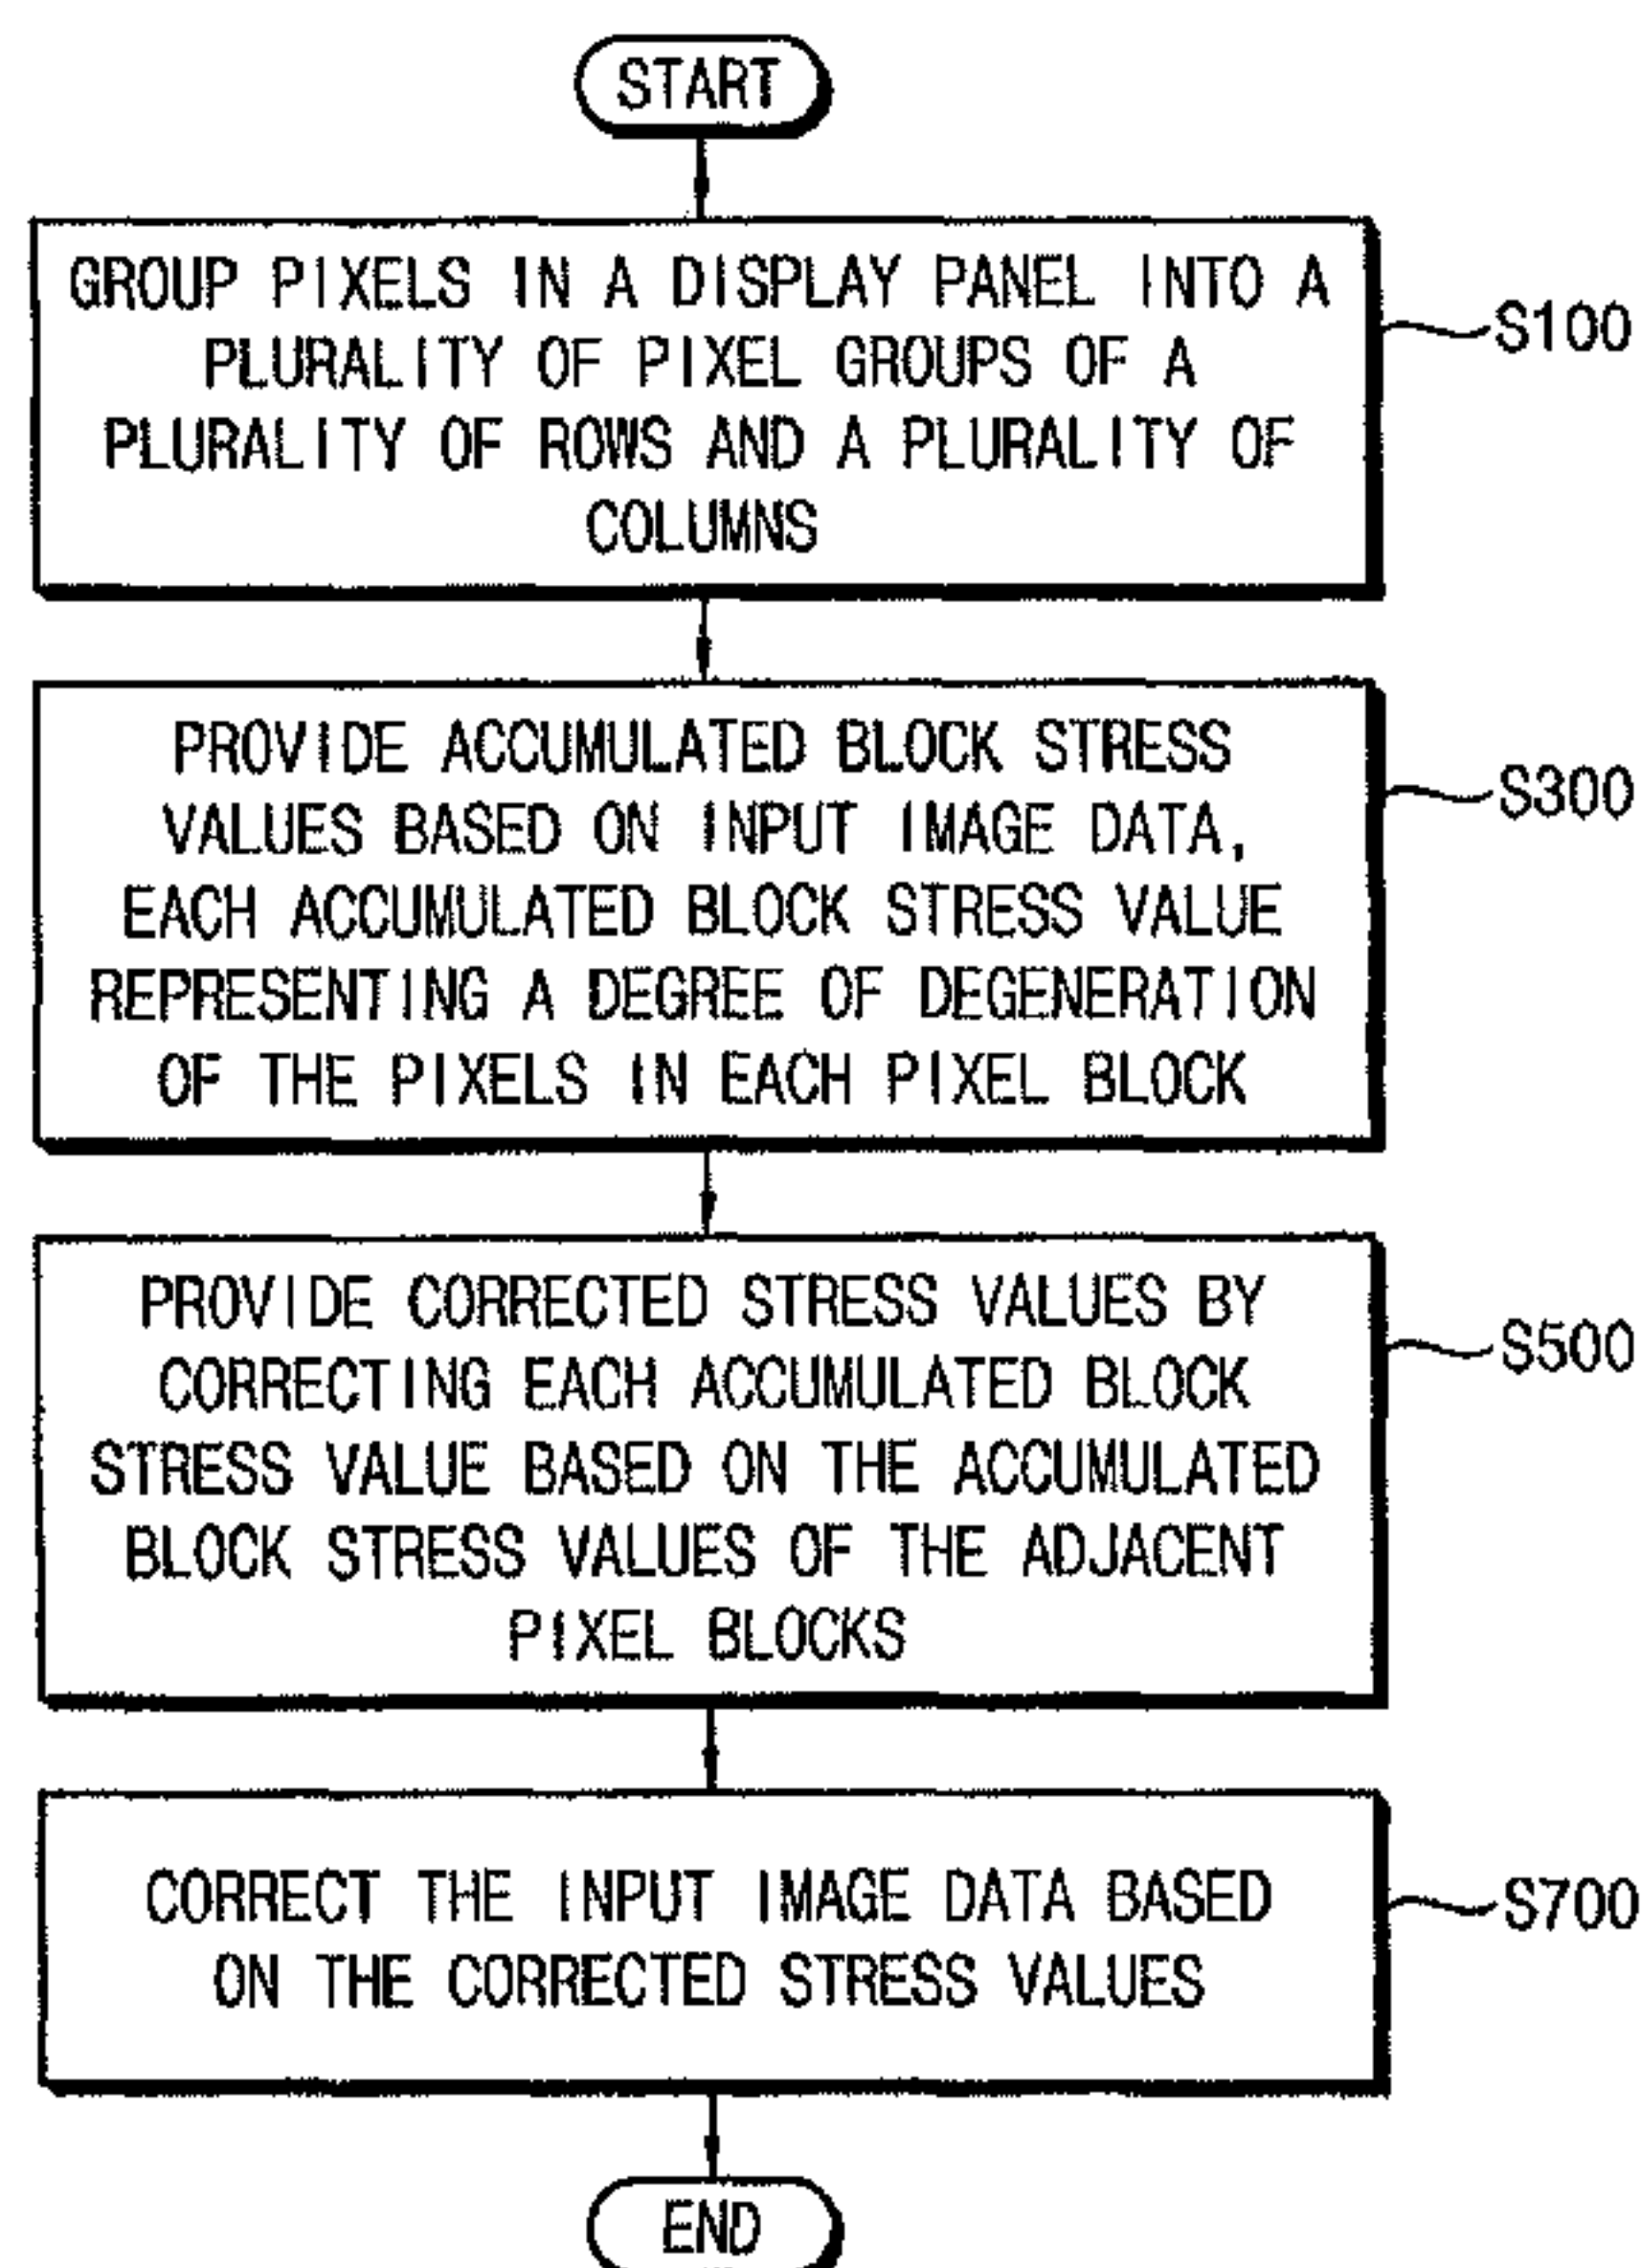 START
GROUP PIXELS IN A DISPLAY PANEL INTO A
PLURALITY OF PIXEL GROUPS OF A
PLURALITY OF ROWS AND A PLURALITY OF
COLUMNS
S100
PROVIDE ACCUMULATED BLOCK STRESS
VALUES BASED ON INPUT IMAGE DATA,
EACH ACCUMULATED BLOCK STRESS VALUE
REPRESENTING A DEGREE OF DEGENERATION
OF THE PIXELS IN EACH PIXEL BLOCK
S300
PROVIDE CORRECTED STRESS VALUES BY
CORRECTING EACH ACCUMULATED BLOCK
STRESS VALUE BASED ON THE ACCUMULATED
BLOCK STRESS VALUES OF THE ADJACENT
PIXEL BLOCKS
S500
CORRECT THE INPUT IMAGE DATA BASED
ON THE CORRECTED STRESS VALUES
S700
END